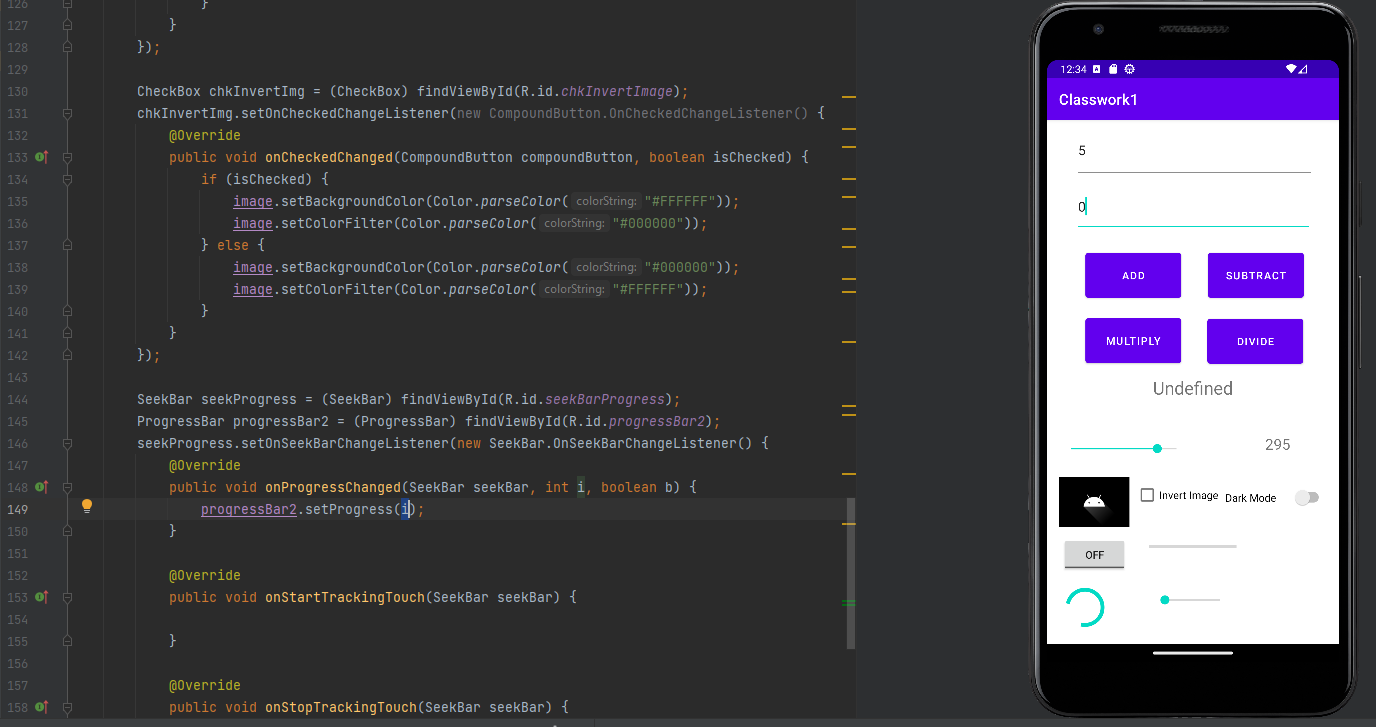 126 }
127 }
128 });
129
130 CheckBox chkInvertImg = (CheckBox) findViewById(R.id.chkInvertImage);
131 chkInvertImg.setOnCheckedChangeListener(new CompoundButton.OnCheckedChangeListener() {
132 @Override
133 public void onCheckedChanged(CompoundButton compoundButton, boolean isChecked) {
134 if (isChecked) {
135 image.setBackgroundColor(Color.parseColor( colorString: "#FFFFFF"));
136 image.setColorFilter(Color.parseColor( colorString: "#000000"));
137 } else {
138 image.setBackgroundColor(Color.parseColor( colorString: "#000000"));
139 image.setColorFilter(Color.parseColor( colorString: "#FFFFFF"));
140 }
141 }
142 });
143
144 SeekBar seekProgress = (SeekBar) findViewById(R.id.seekBarProgress);
145 ProgressBar progressBar2 = (ProgressBar) findViewById(R.id.progressBar2);
146 seekProgress.setOnSeekBarChangeListener(new SeekBar.OnSeekBarChangeListener() {
147 @Override
148 public void onProgressChanged(SeekBar seekBar, int i, boolean b) {
149 progressBar2.setProgress(i);
150 }
151
152 @Override
153 public void onStartTrackingTouch(SeekBar seekBar) {
154
155 }
156
157 @Override
158 public void onStopTrackingTouch(SeekBar seekBar) {
12:34
Classwork1
5
0
ADD SUBTRACT
MULTIPLY DIVIDE
Undefined
295
Invert Image Dark Mode
OFF